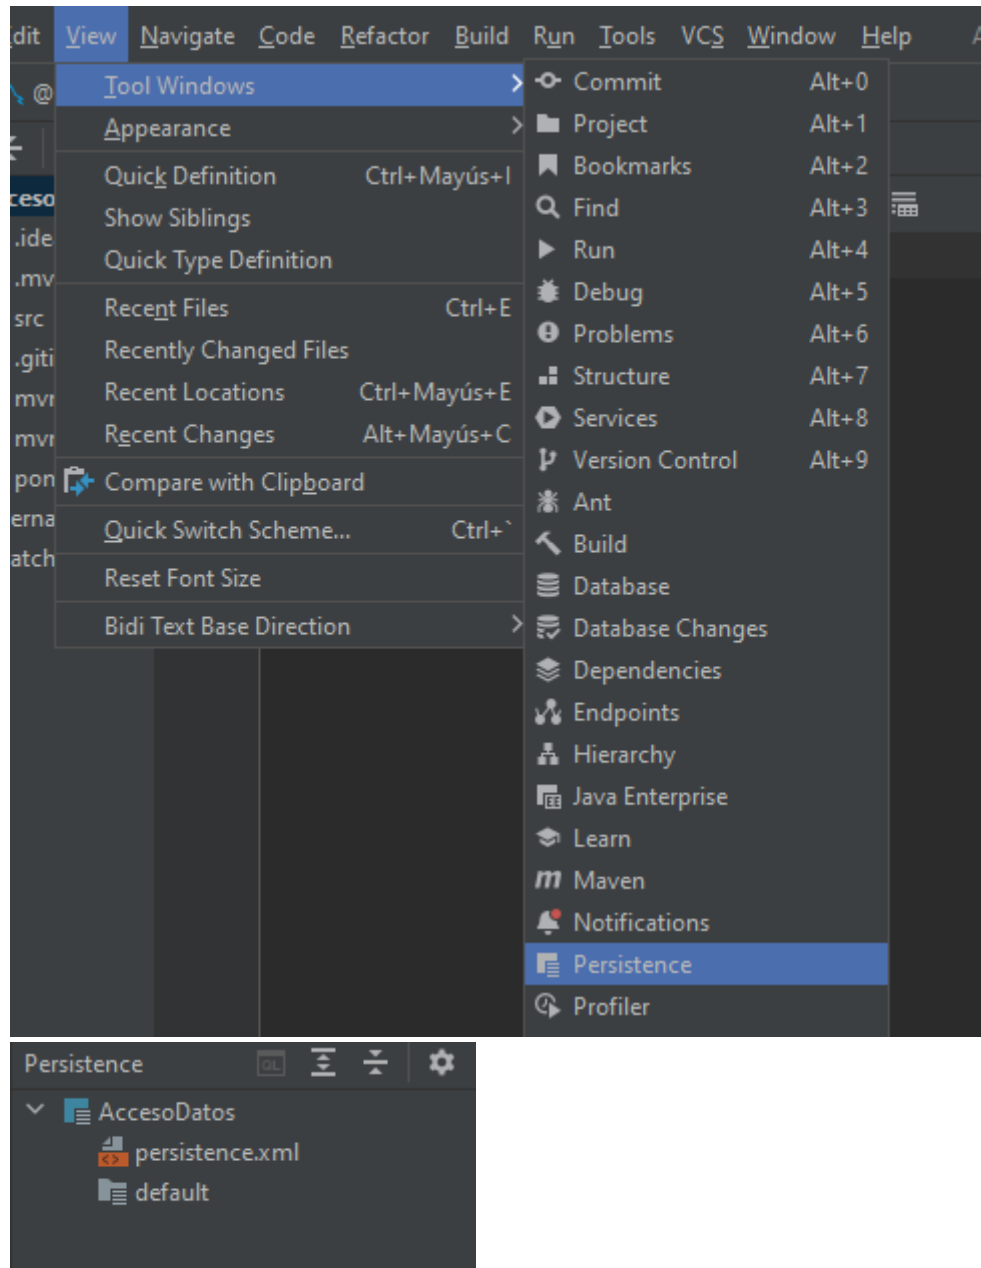 dit View Navigate Code Refactor Build Run Tools VCS Window Help
@
Tool Windows
Appearance
Quick Definition Ctrl+Mayús+I
Show Siblings
Quick Type Definition
Recent Files Ctrl+E
Recently Changed Files
Recent Locations Ctrl+Mayús+E
Recent Changes Alt+Mayús+C
Compare with Clipboard
Quick Switch Scheme... Ctrl+`
Reset Font Size
Bidi Text Base Direction
Commit Alt+0
Project Alt+1
Bookmarks Alt+2
Find Alt+3
Run Alt+4
Debug Alt+5
Problems Alt+6
Structure Alt+7
Services Alt+8
Version Control Alt+9
Ant
Build
Database
Database Changes
Dependencies
Endpoints
Hierarchy
Java Enterprise
Learn
Maven
Notifications
Persistence
Profiler
ceso
.ide
.mv
src
.giti
mvn
mvn
pon
erna
atch
Persistence QL
AccesoDatos
persistence.xml
default